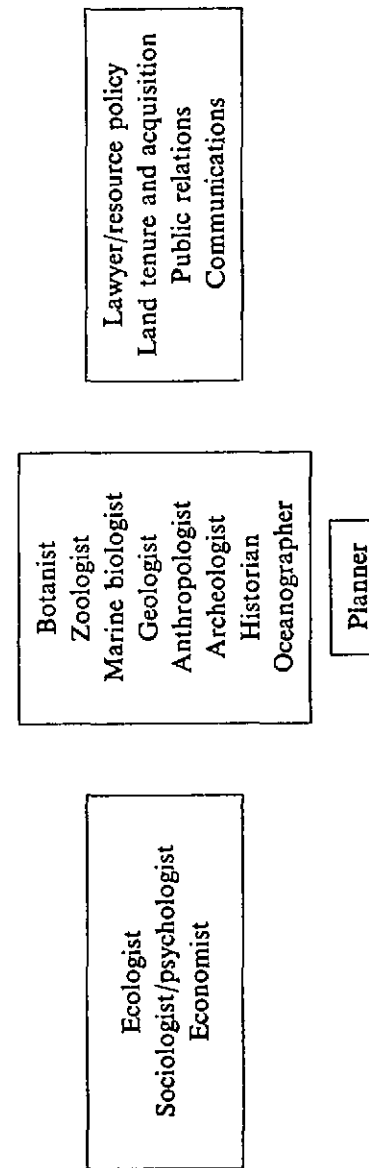 Ecologist
Sociologist/psychologist
Economist
Botanist
Zoologist
Marine biologist
Geologist
Anthropologist
Archeologist
Historian
Oceanographer
Lawyer/resource policy
Land tenure and acquisition
Public relations
Communications
Planner